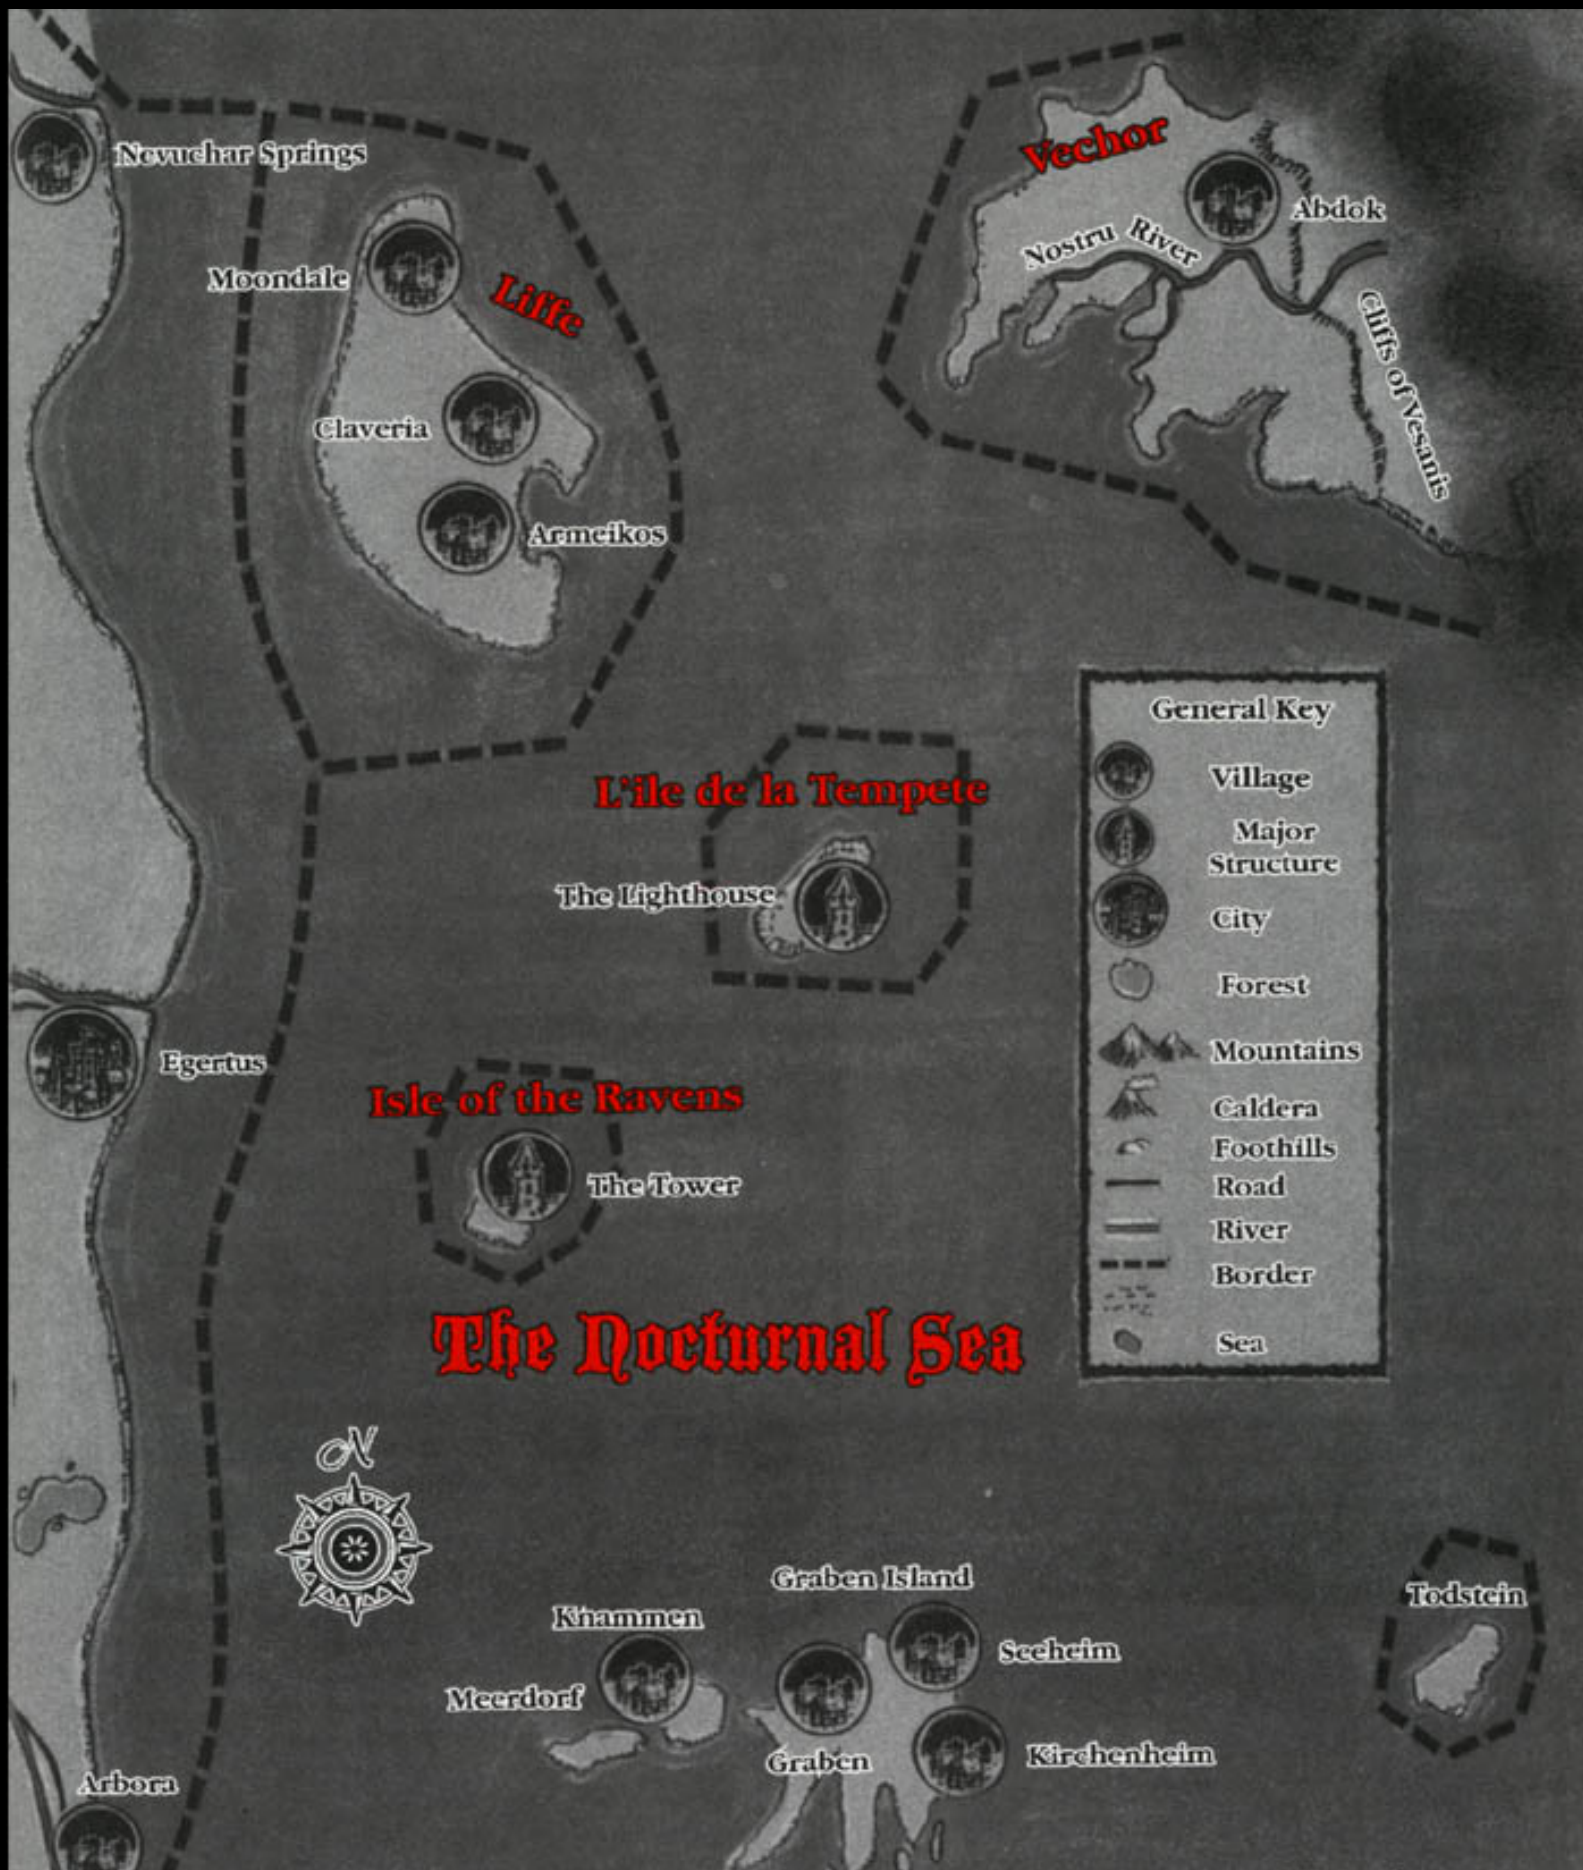 Nevuchar Springs
Moondale
Liffe
Claveria
Armeikos
Vechor
Abdok
Nostru River
Cliffs of Vesanis
L'ile de la Tempete
The Lighthouse
Egertus
Isle of the Ravens
The Tower
The Nocturnal Sea
General Key
Village
Major
Structure
City
Forest
Mountains
Caldera
Foothills
Road
River
Border
Sea
N
Graben Island
Knammen
Seeheim
Meerdorf
Graben
Kirchenheim
Todstein
Arbora